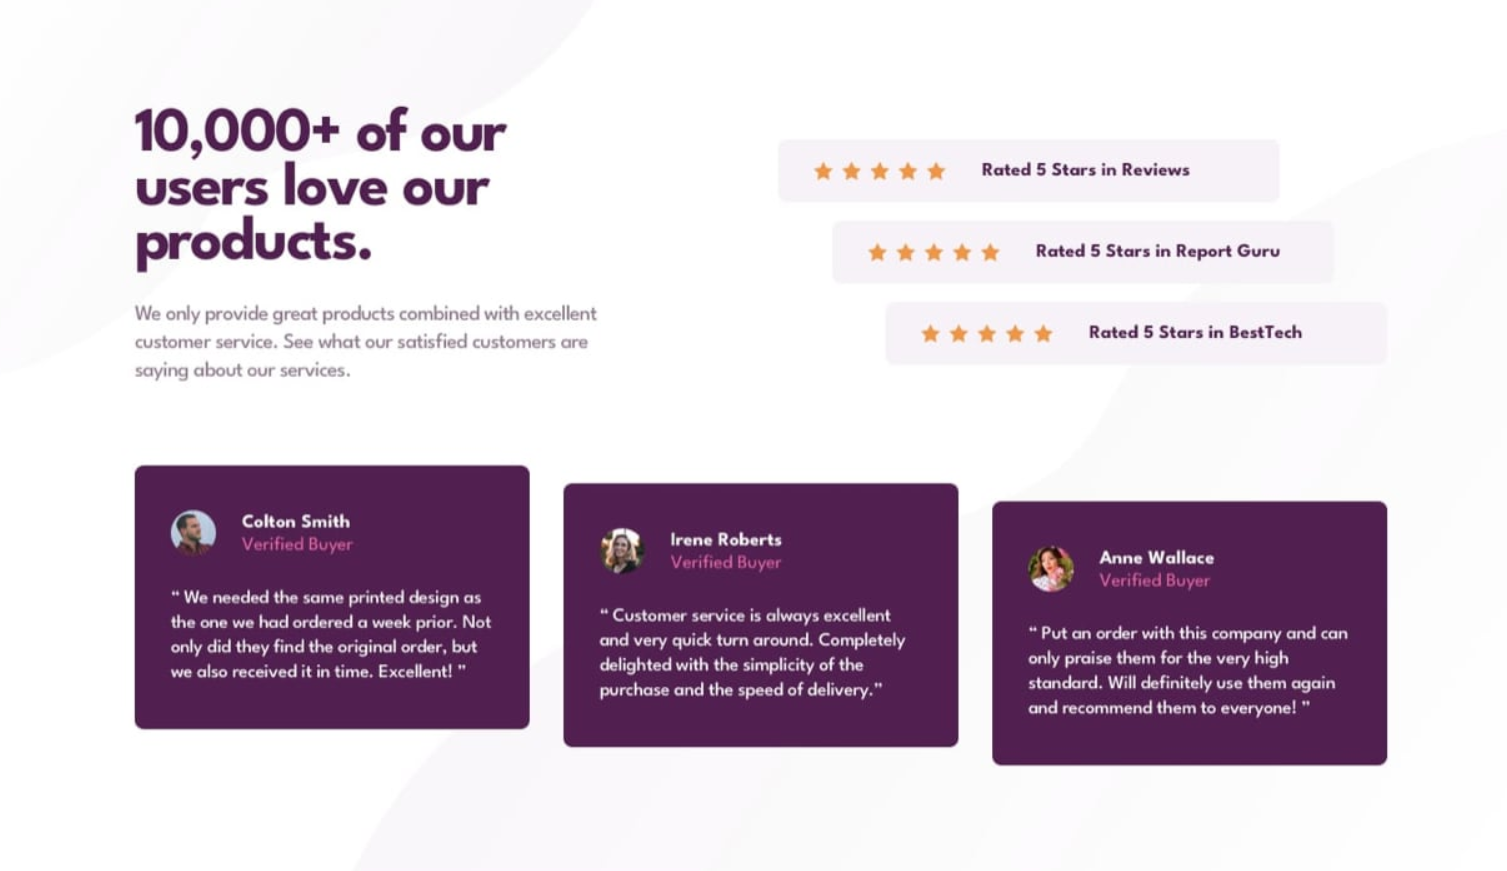 10,000+ of our
users love our
products.
We only provide great products combined with excellent
customer service. See what our satisfied customers are
saying about our services.
Rated 5 Stars in Reviews
Rated 5 Stars in Report Guru
Rated 5 Stars in BestTech
Colton Smith
Verified Buyer
“ We needed the same printed design as
the one we had ordered a week prior. Not
only did they find the original order, but
we also received it in time. Excellent! ”
Irene Roberts
Verified Buyer
“ Customer service is always excellent
and very quick turn around. Completely
delighted with the simplicity of the
purchase and the speed of delivery.”
Anne Wallace
Verified Buyer
“ Put an order with this company and can
only praise them for the very high
standard. Will definitely use them again
and recommend them to everyone! ”